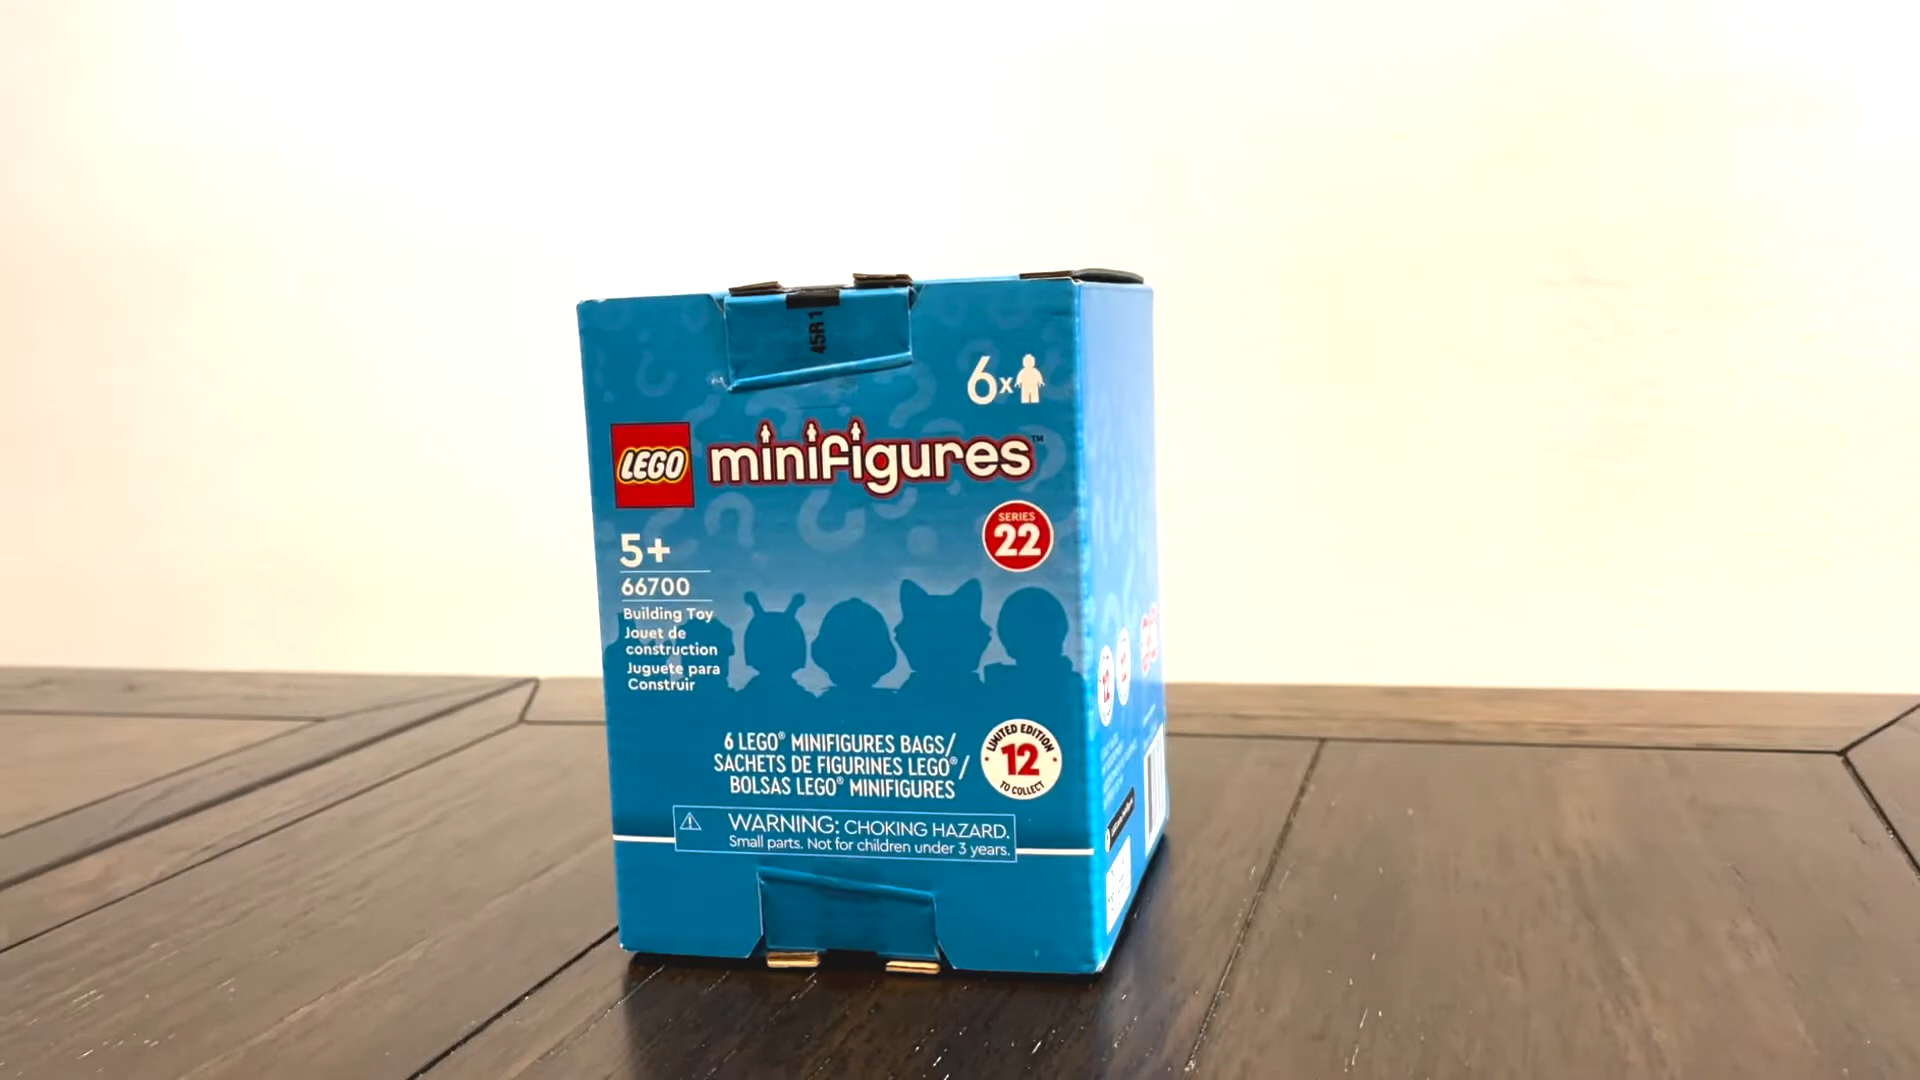 45R1
6x
LEGO minifigures™
SERIES
22
5+
66700
Building Toy
Jouet de
construction
Juguete para
Construir
6 LEGO® MINIFIGURES BAGS/
SACHETS DE FIGURINES LEGO®/
BOLSAS LEGO® MINIFIGURES
LIMITED EDITION
12
TO COLLECT
WARNING: CHOKING HAZARD.
Small parts. Not for children under 3 years.
12